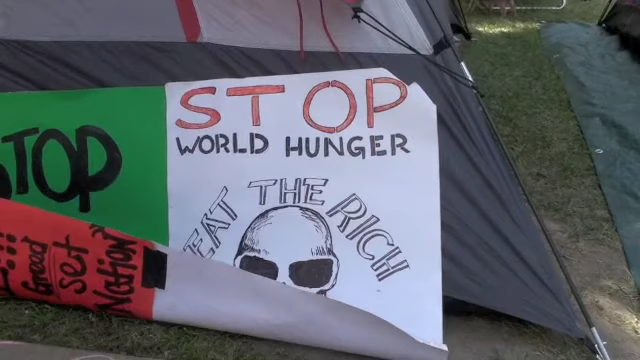 STOP
WORLD HUNGER
EAT THE RICH
STOP
Greed
set
Nation